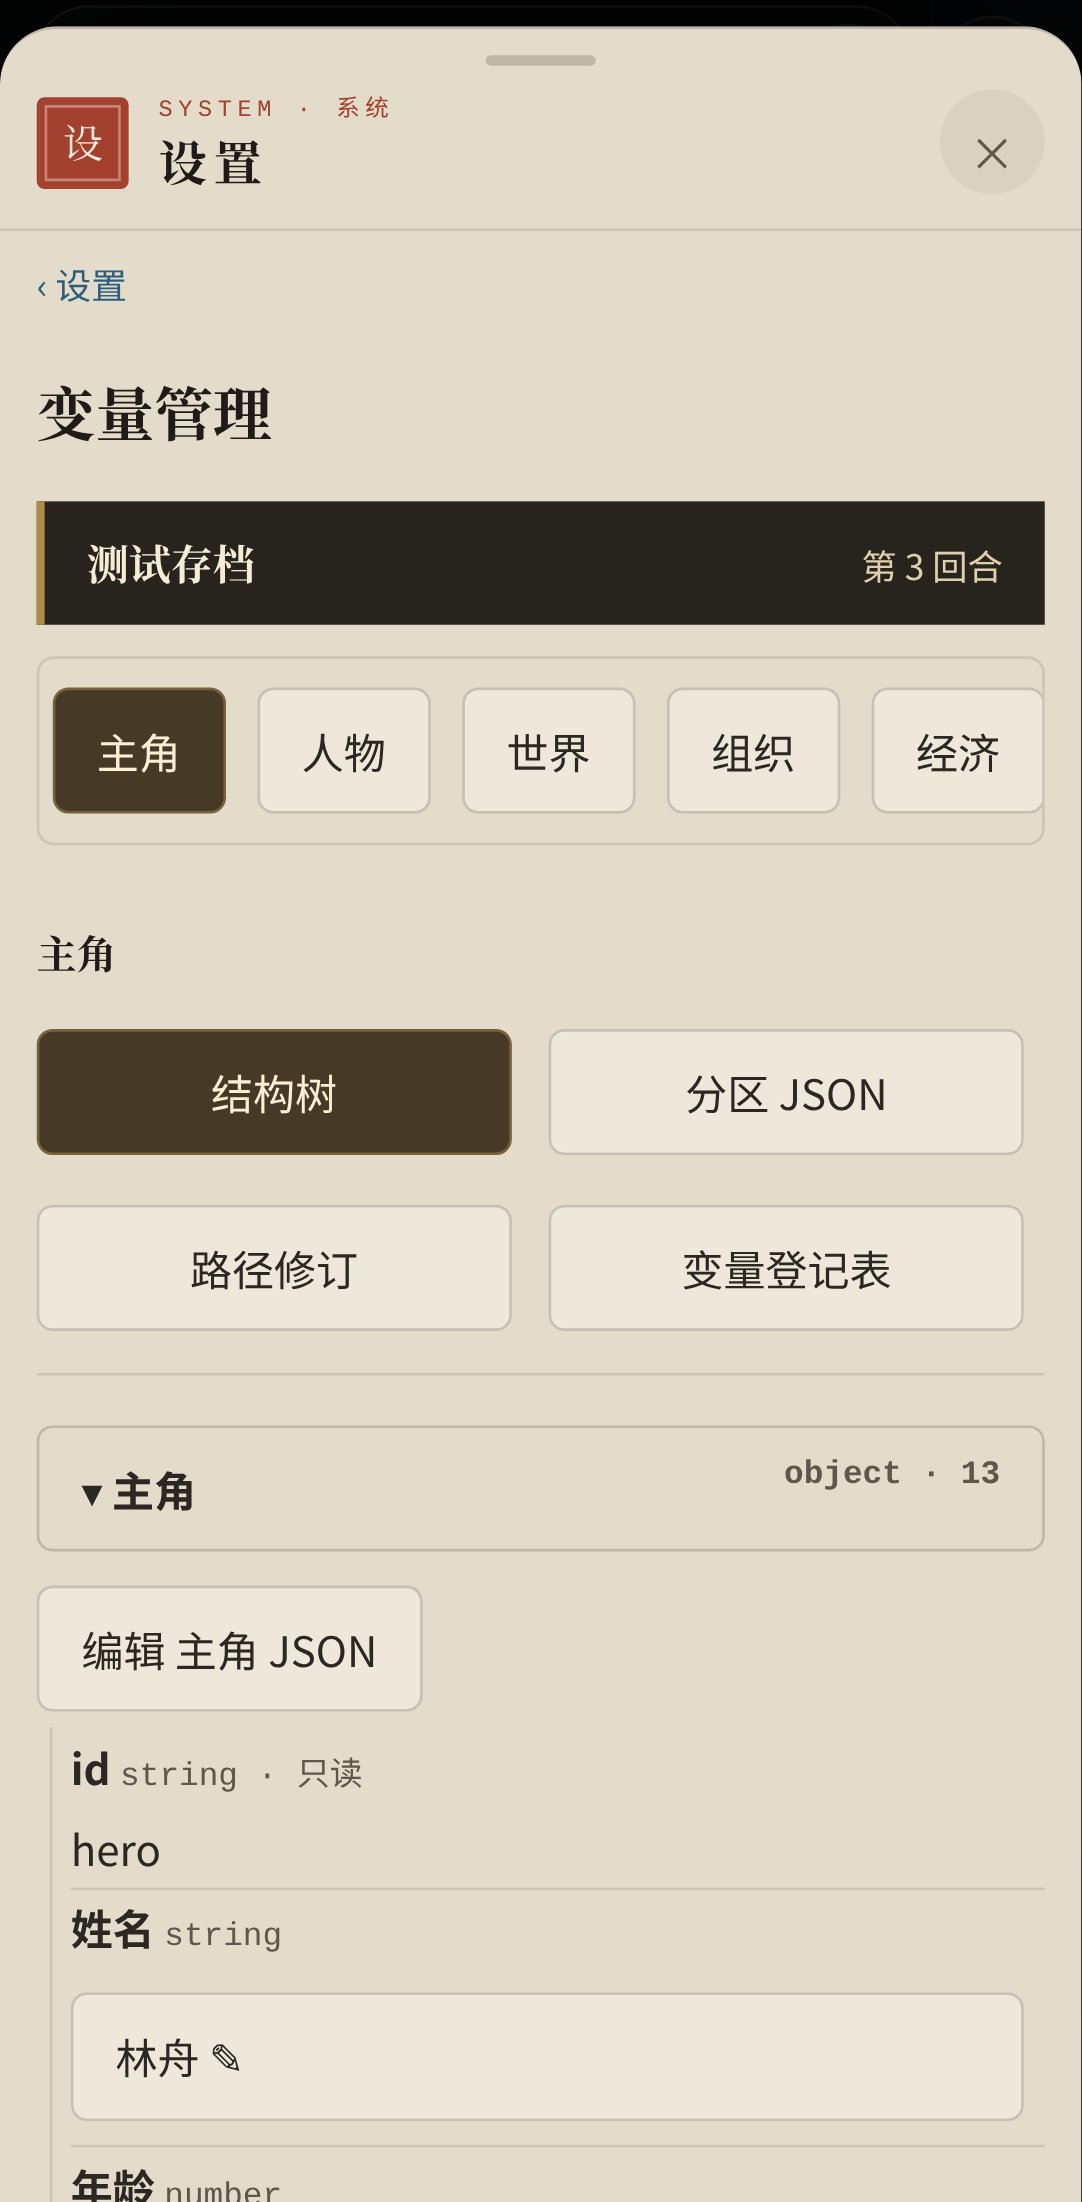 设
SYSTEM · 系统
设置
×
‹ 设置
变量管理
测试存档 第 3 回合
主角 人物 世界 组织 经济
主角
结构树 分区 JSON
路径修订 变量登记表
▾ 主角 object · 13
编辑 主角 JSON
id string · 只读
hero
姓名 string
林舟 ✎
年龄 number